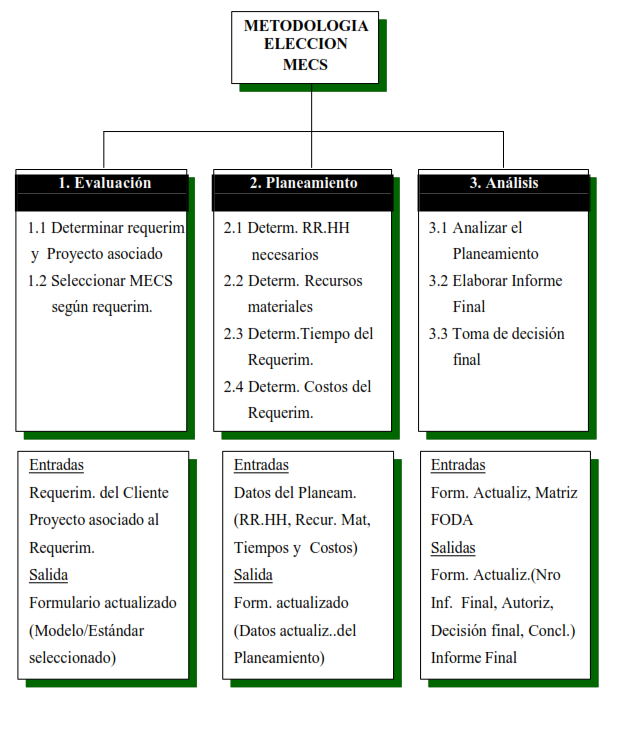 METODOLOGIA
ELECCION
MECS
1. Evaluación
1.1 Determinar requerim
y Proyecto asociado
1.2 Seleccionar MECS
según requerim.
2. Planeamiento
2.1 Determ. RR.HH
necesarios
2.2 Determ. Recursos
materiales
2.3 Determ.Tiempo del
Requerim.
2.4 Determ. Costos del
Requerim.
3. Análisis
3.1 Analizar el
Planeamiento
3.2 Elaborar Informe
Final
3.3 Toma de decisión
final
Entradas
Requerim. del Cliente
Proyecto asociado al
Requerim.
Salida
Formulario actualizado
(Modelo/Estándar
seleccionado)
Entradas
Datos del Planeam.
(RR.HH, Recur. Mat,
Tiempos y Costos)
Salida
Form. actualizado
(Datos actualiz..del
Planeamiento)
Entradas
Form. Actualiz, Matriz
FODA
Salidas
Form. Actualiz.(Nro
Inf. Final, Autoriz,
Decisión final, Concl.)
Informe Final